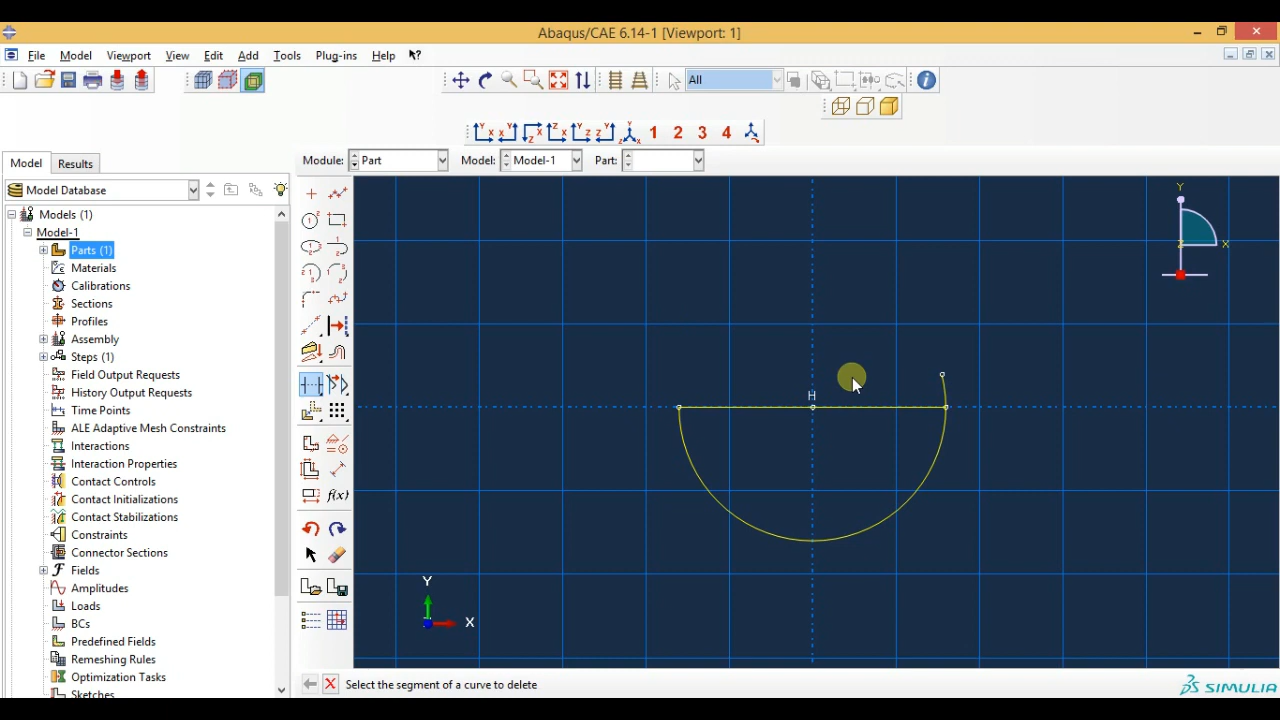 Abaqus/CAE 6.14-1 [Viewport: 1]
File Model Viewport View Edit Add Tools Plug-ins Help
All
1 2 3 4
Model Results
Module: Part Model: Model-1 Part:
Model Database
Models (1)
Model-1
Parts (1)
Materials
Calibrations
Sections
Profiles
Assembly
Steps (1)
Field Output Requests
History Output Requests
Time Points
ALE Adaptive Mesh Constraints
Interactions
Interaction Properties
Contact Controls
Contact Initializations
Contact Stabilizations
Constraints
Connector Sections
Fields
Amplitudes
Loads
BCs
Predefined Fields
Remeshing Rules
Optimization Tasks
Sketches
f(x)
H
Y
X
Z
Y
X
Select the segment of a curve to delete
SIMULIA